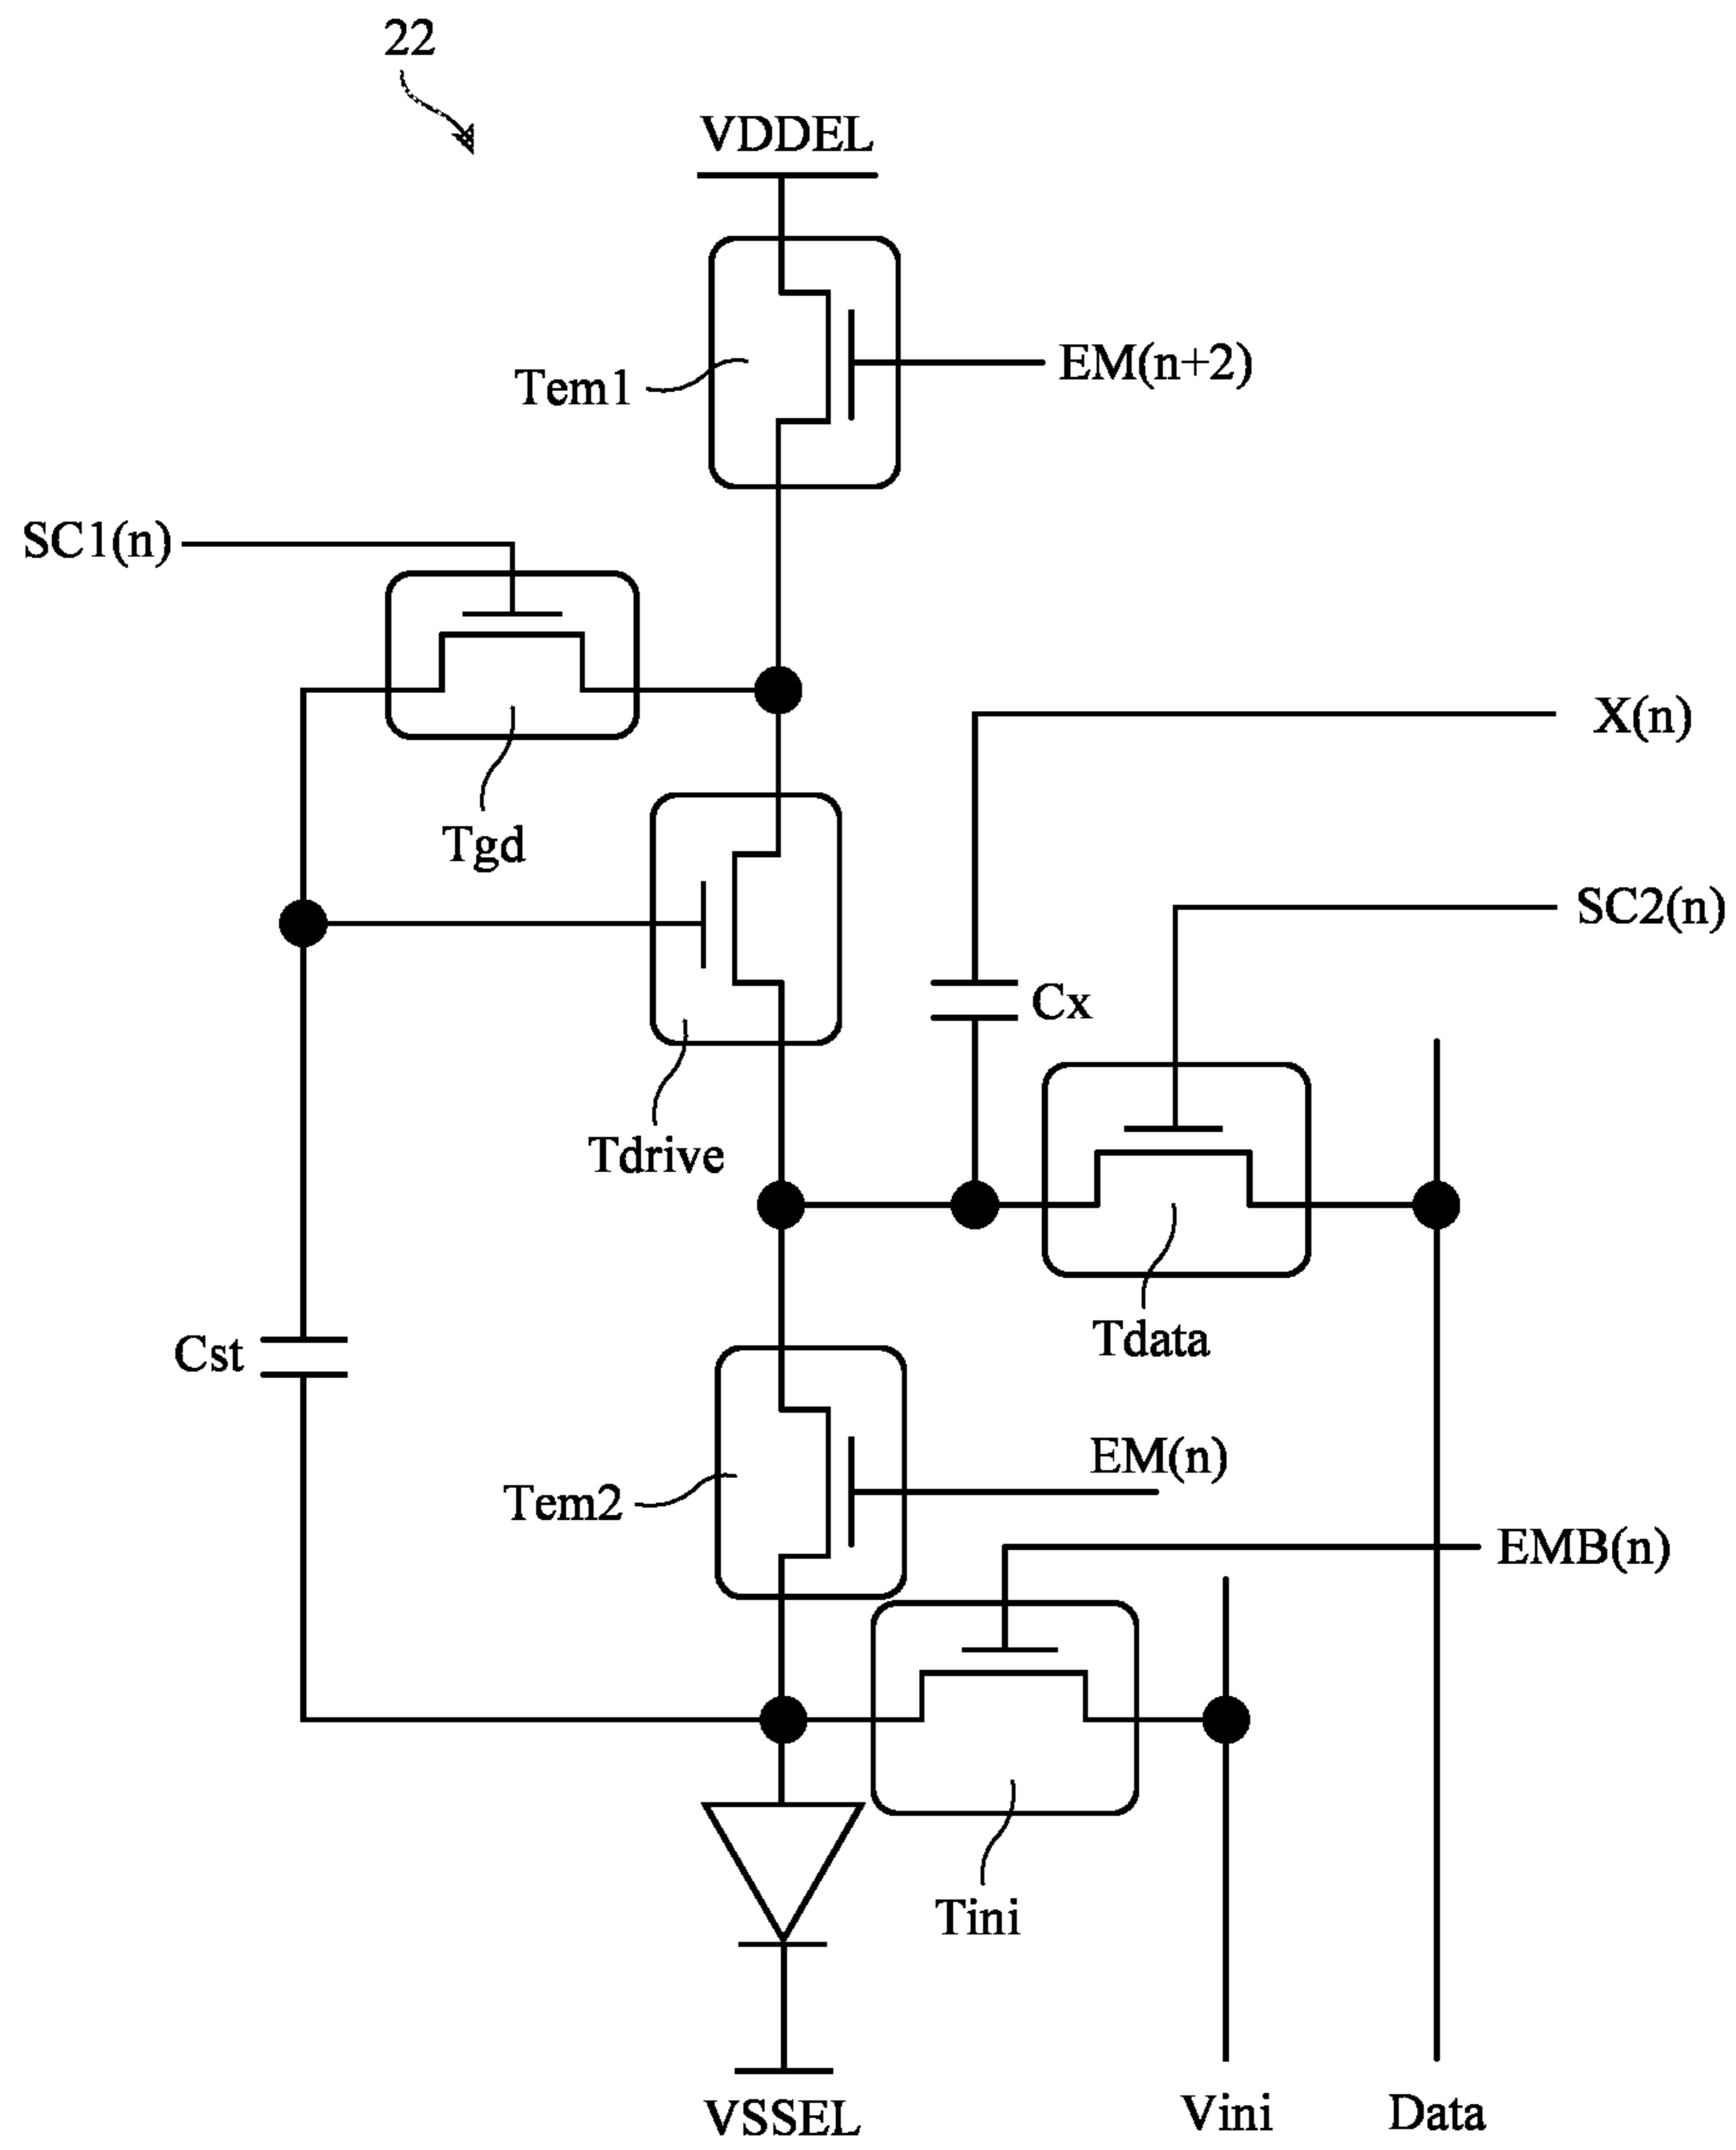 22
VDDEL
Tem1
EM(n+2)
SC1(n)
X(n)
Tgd
SC2(n)
Cx
Tdrive
Tdata
Cst
EM(n)
Tem2
EMB(n)
Tini
VSSEL
Vini
Data